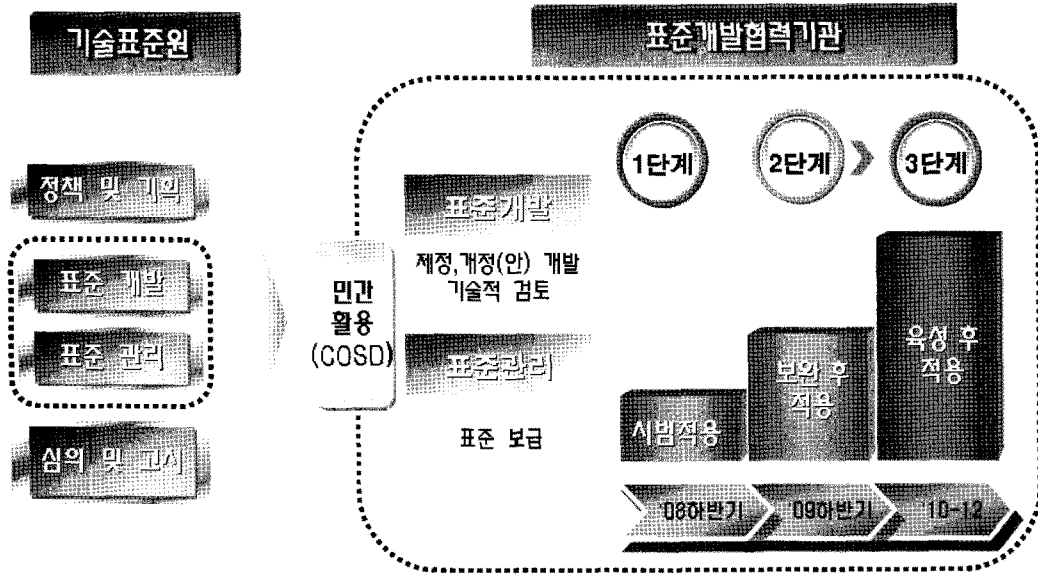 기술표준원
표준개발협력기관
정책 및 기획
표준 개발
표준 관리
심의 및 고시
민간
활용
(COSD)
표준개발
제정,개정(안) 개발
기술적 검토
표준관리
표준 보급
1단계
2단계
3단계
시범적용
보완 후
적용
육성 후
적용
'08하반기
09하반기
10-12